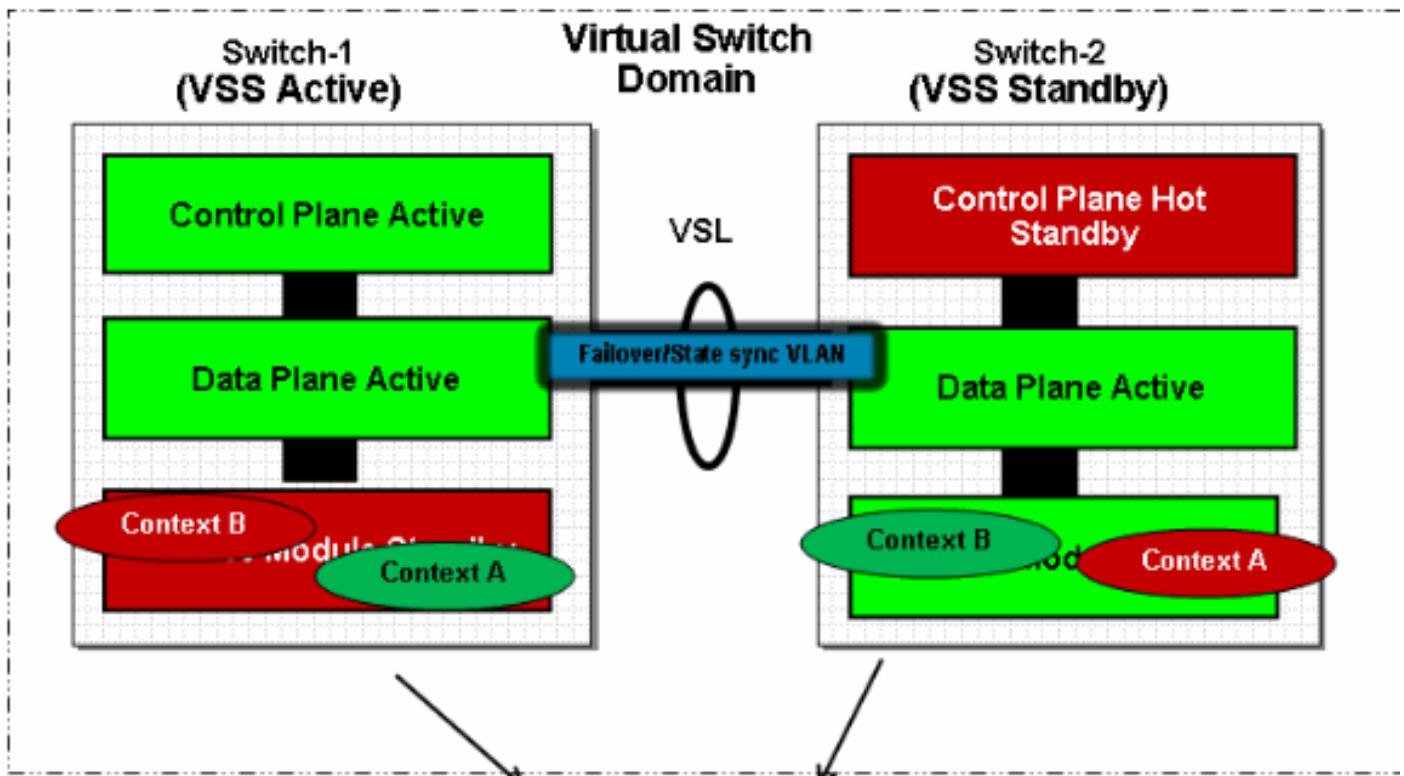 Switch-1
(VSS Active)
Virtual Switch
Domain
Switch-2
(VSS Standby)
Control Plane Active
Control Plane Hot
Standby
VSL
Failover/State sync VLAN
Data Plane Active
Data Plane Active
Context B
Module
Context A
Context B
Context A